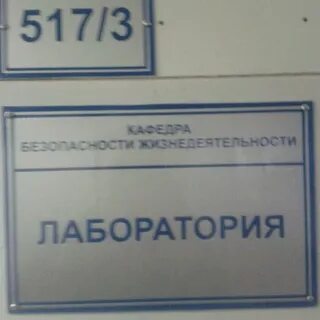 517/3
КАФЕДРА
БЕЗОПАСНОСТИ ЖИЗНЕДЕЯТЕЛЬНОСТИ
ЛАБОРАТОРИЯ